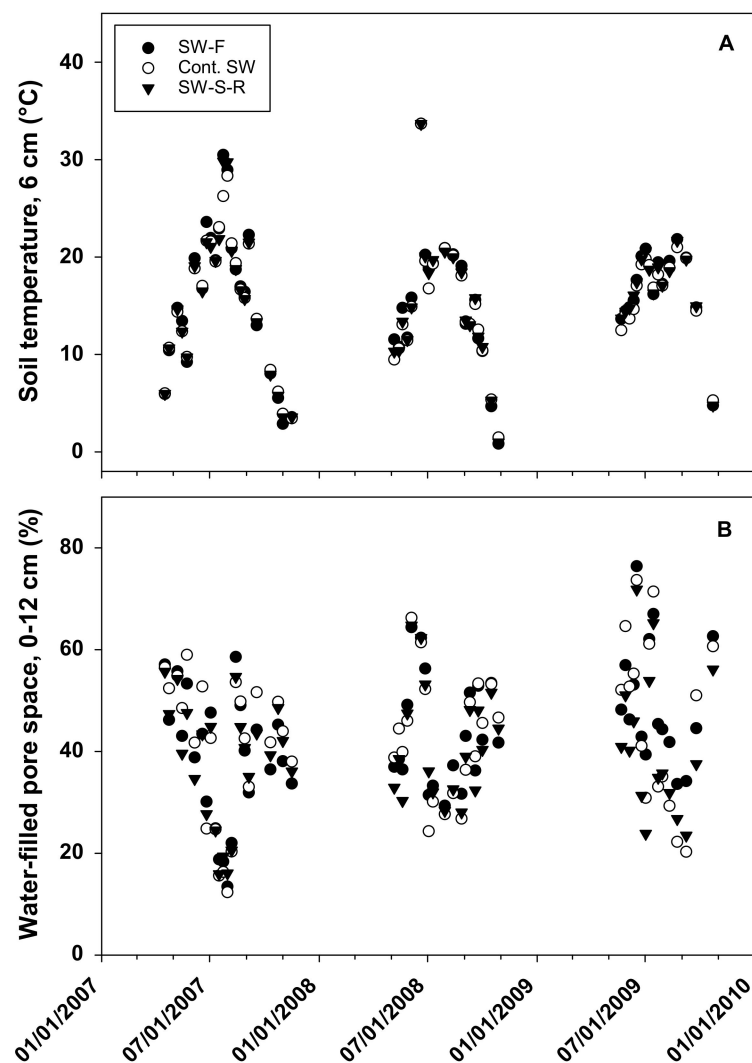 A
SW-F
Cont. SW
SW-S-R
Soil temperature, 6 cm (°C)
40
30
20
10
0
B
Water-filled pore space, 0-12 cm (%)
80
60
40
20
0
01/01/2007
07/01/2007
01/01/2008
07/01/2008
01/01/2009
07/01/2009
01/01/2010